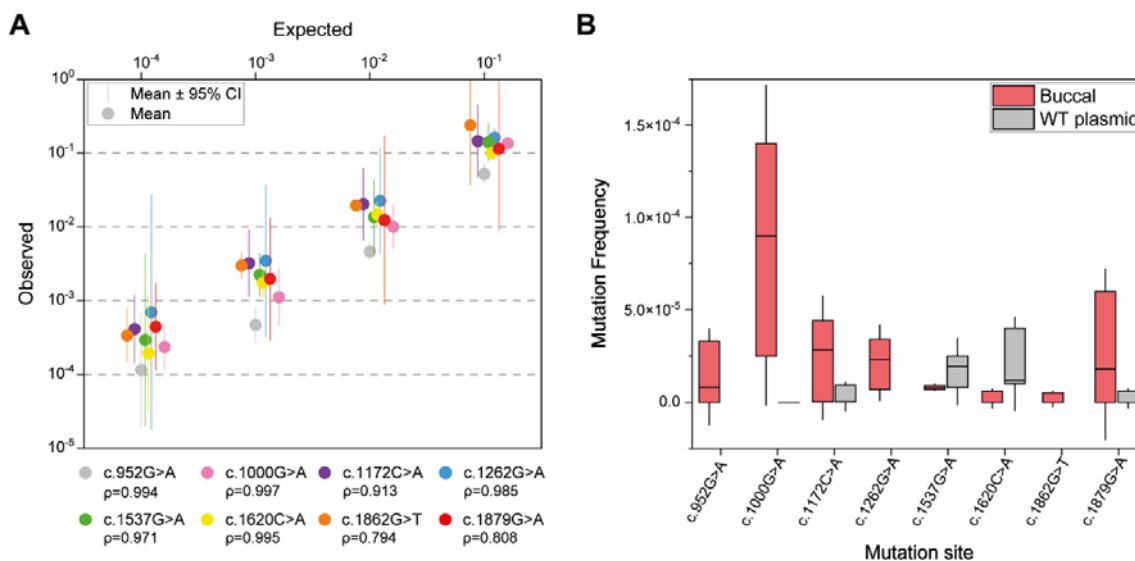 A
Expected
10⁻⁴ 10⁻³ 10⁻² 10⁻¹
10⁰
10⁻¹
10⁻²
10⁻³
10⁻⁴
10⁻⁵
Observed
Mean ± 95% CI
Mean
c.952G>A c.1000G>A c.1172C>A c.1262G>A
ρ=0.994 ρ=0.997 ρ=0.913 ρ=0.985
c.1537G>A c.1620C>A c.1862G>T c.1879G>A
ρ=0.971 ρ=0.995 ρ=0.794 ρ=0.808
B
Buccal
WT plasmid
1.5×10⁻⁴
1.0×10⁻⁴
5.0×10⁻⁵
0.0
Mutation Frequency
c.952G>A
c.1000G>A
c.1172C>A
c.1262G>A
c.1537G>A
c.1620C>A
c.1862G>T
c.1879G>A
Mutation site